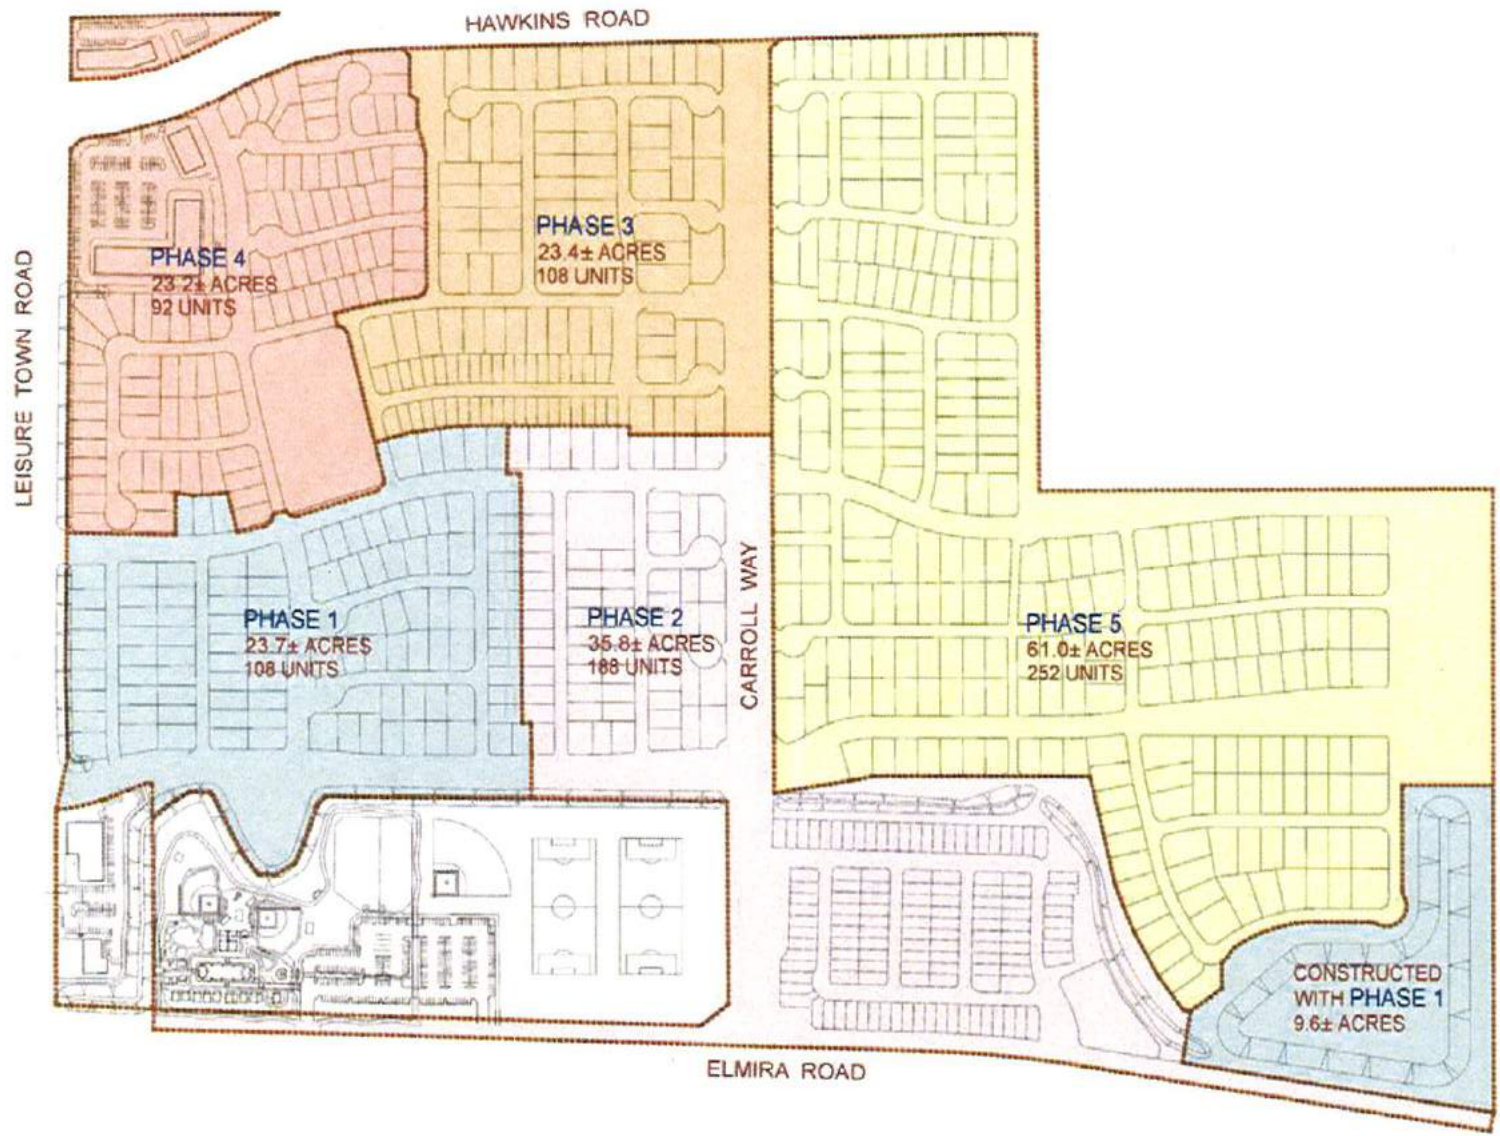 HAWKINS ROAD
PHASE 4
23.2± ACRES
92 UNITS
PHASE 3
23.4± ACRES
108 UNITS
LEISURE TOWN ROAD
PHASE 1
23.7± ACRES
108 UNITS
PHASE 2
35.8± ACRES
188 UNITS
CARROLL WAY
PHASE 5
61.0± ACRES
252 UNITS
CONSTRUCTED
WITH PHASE 1
9.6± ACRES
ELMIRA ROAD